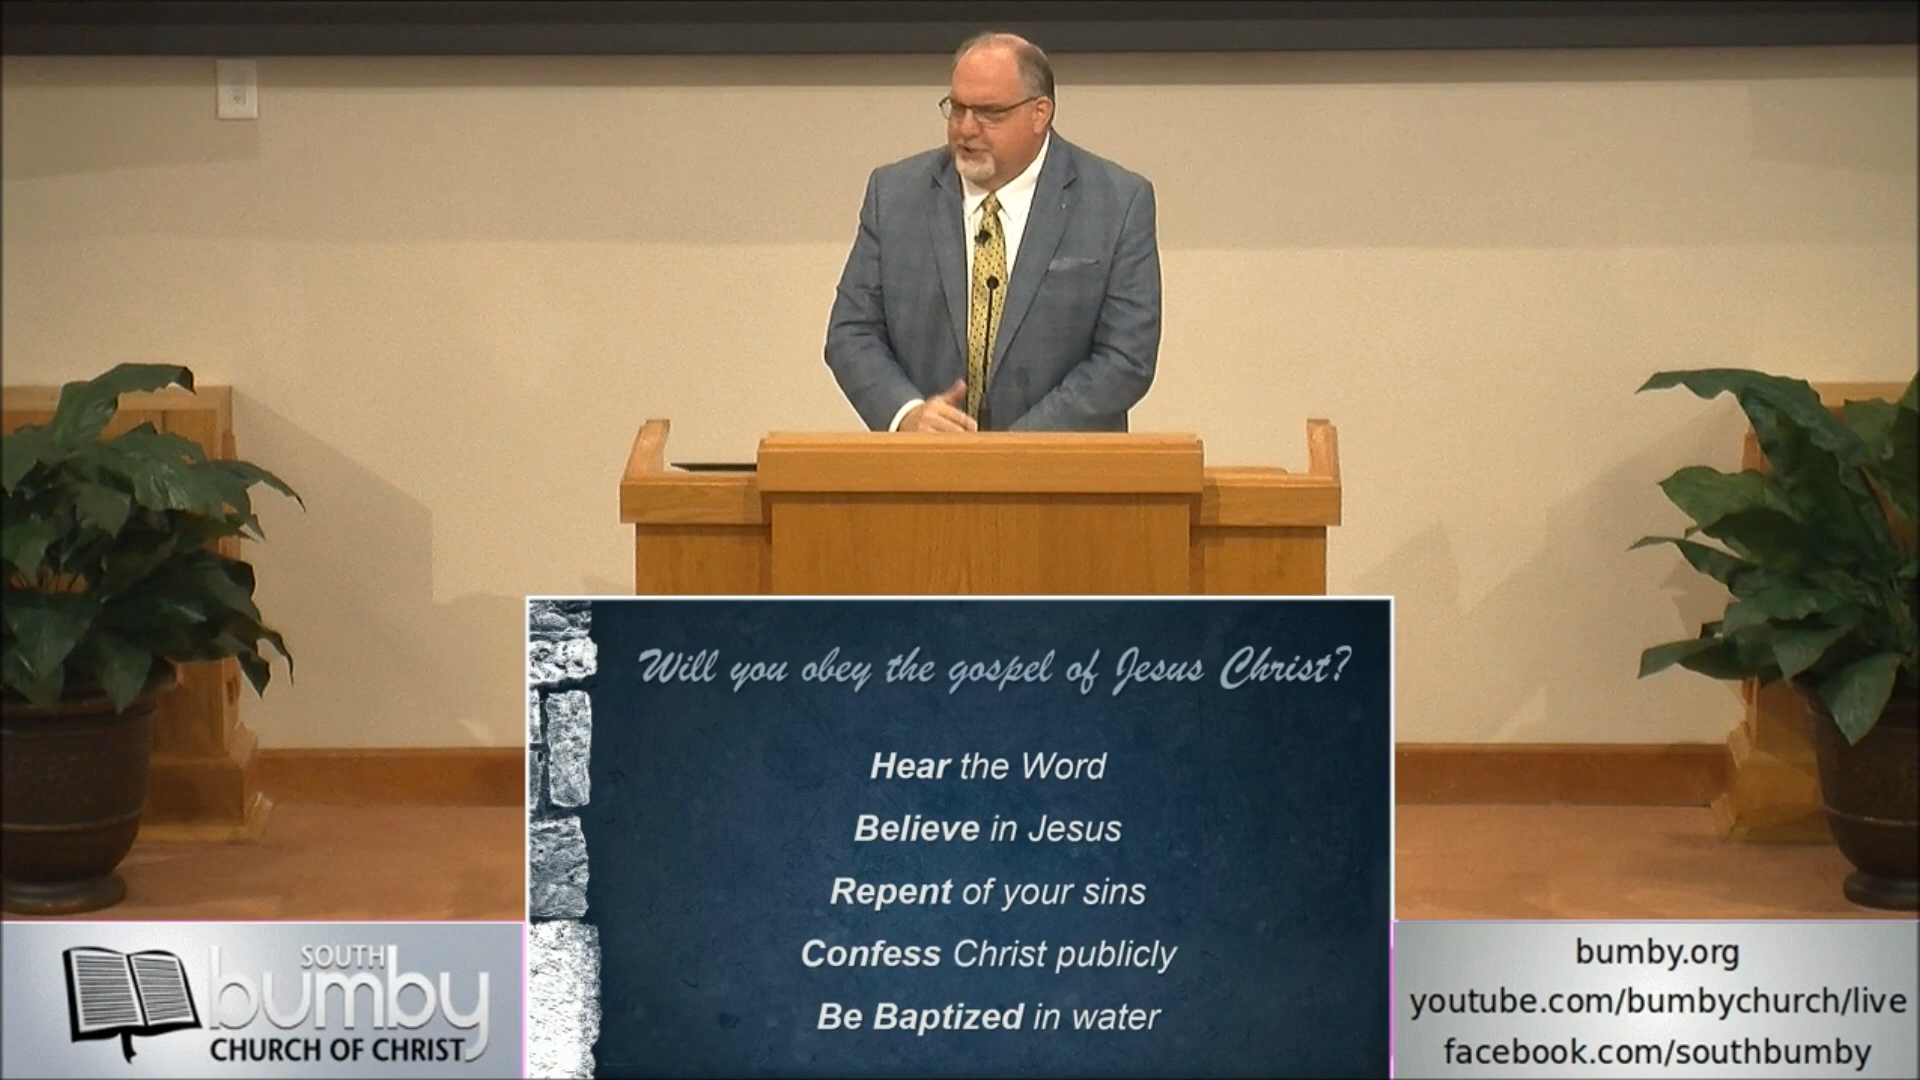 Will you obey the gospel of Jesus Christ?
Hear the Word
Believe in Jesus
Repent of your sins
Confess Christ publicly
Be Baptized in water
SOUTH
bumby
CHURCH OF CHRIST
bumby.org
youtube.com/bumbychurch/live
facebook.com/southbumby